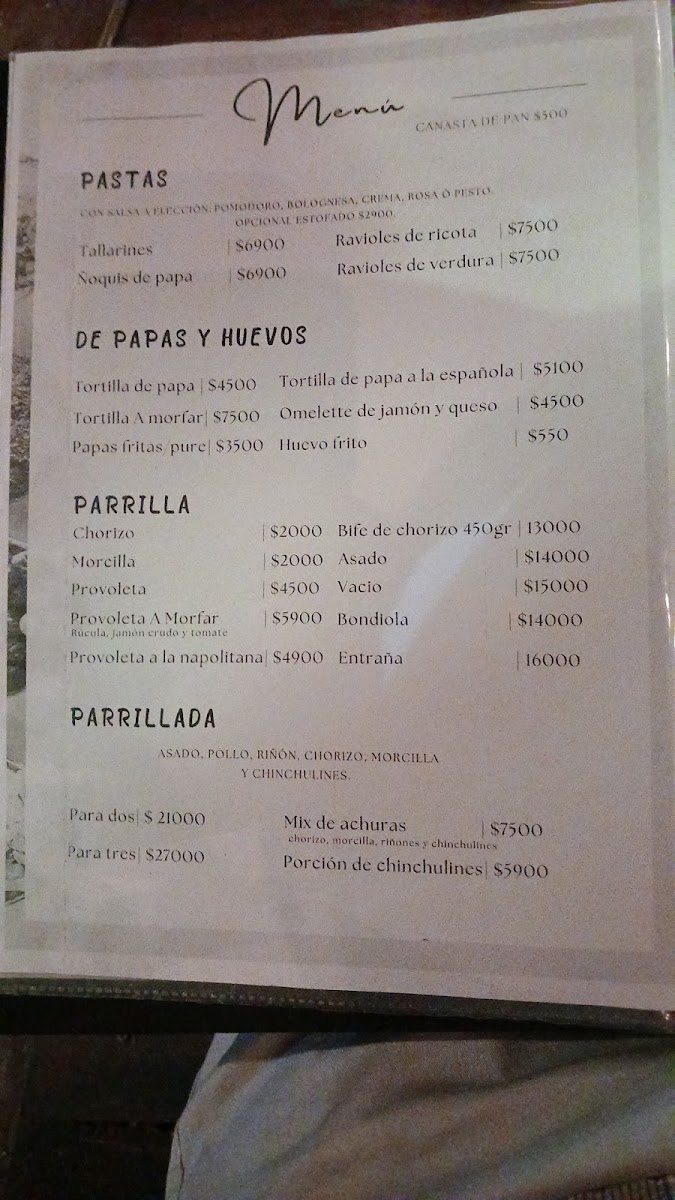 Menú
CANASTA DE PAN $500
PASTAS
CON SALSA A ELECCIÓN: POMODORO, BOLOGNESA, CREMA, ROSA Ó PESTO.
OPCIONAL ESTOFADO $2900.
Tallarines | $6900
Ravioles de ricota | $7500
Ñoquis de papa | $6900
Ravioles de verdura | $7500
DE PAPAS Y HUEVOS
Tortilla de papa | $4500
Tortilla de papa a la española | $5100
Tortilla A morfar | $7500
Omelette de jamón y queso | $4500
Papas fritas/pure | $3500
Huevo frito | $550
PARRILLA
Chorizo | $2000
Bife de chorizo 450gr | 13000
Morcilla | $2000
Asado | $14000
Provoleta | $4500
Vacio | $15000
Provoleta A Morfar | $5900
Rúcula, Jamón crudo y tomate
Bondiola | $14000
Provoleta a la napolitana | $4900
Entraña | 16000
PARRILLADA
ASADO, POLLO, RIÑÓN, CHORIZO, MORCILLA
Y CHINCHULINES.
Para dos | $ 21000
Mix de achuras | $7500
chorizo, morcilla, riñones y chinchulines
Para tres | $27000
Porción de chinchulines | $5900